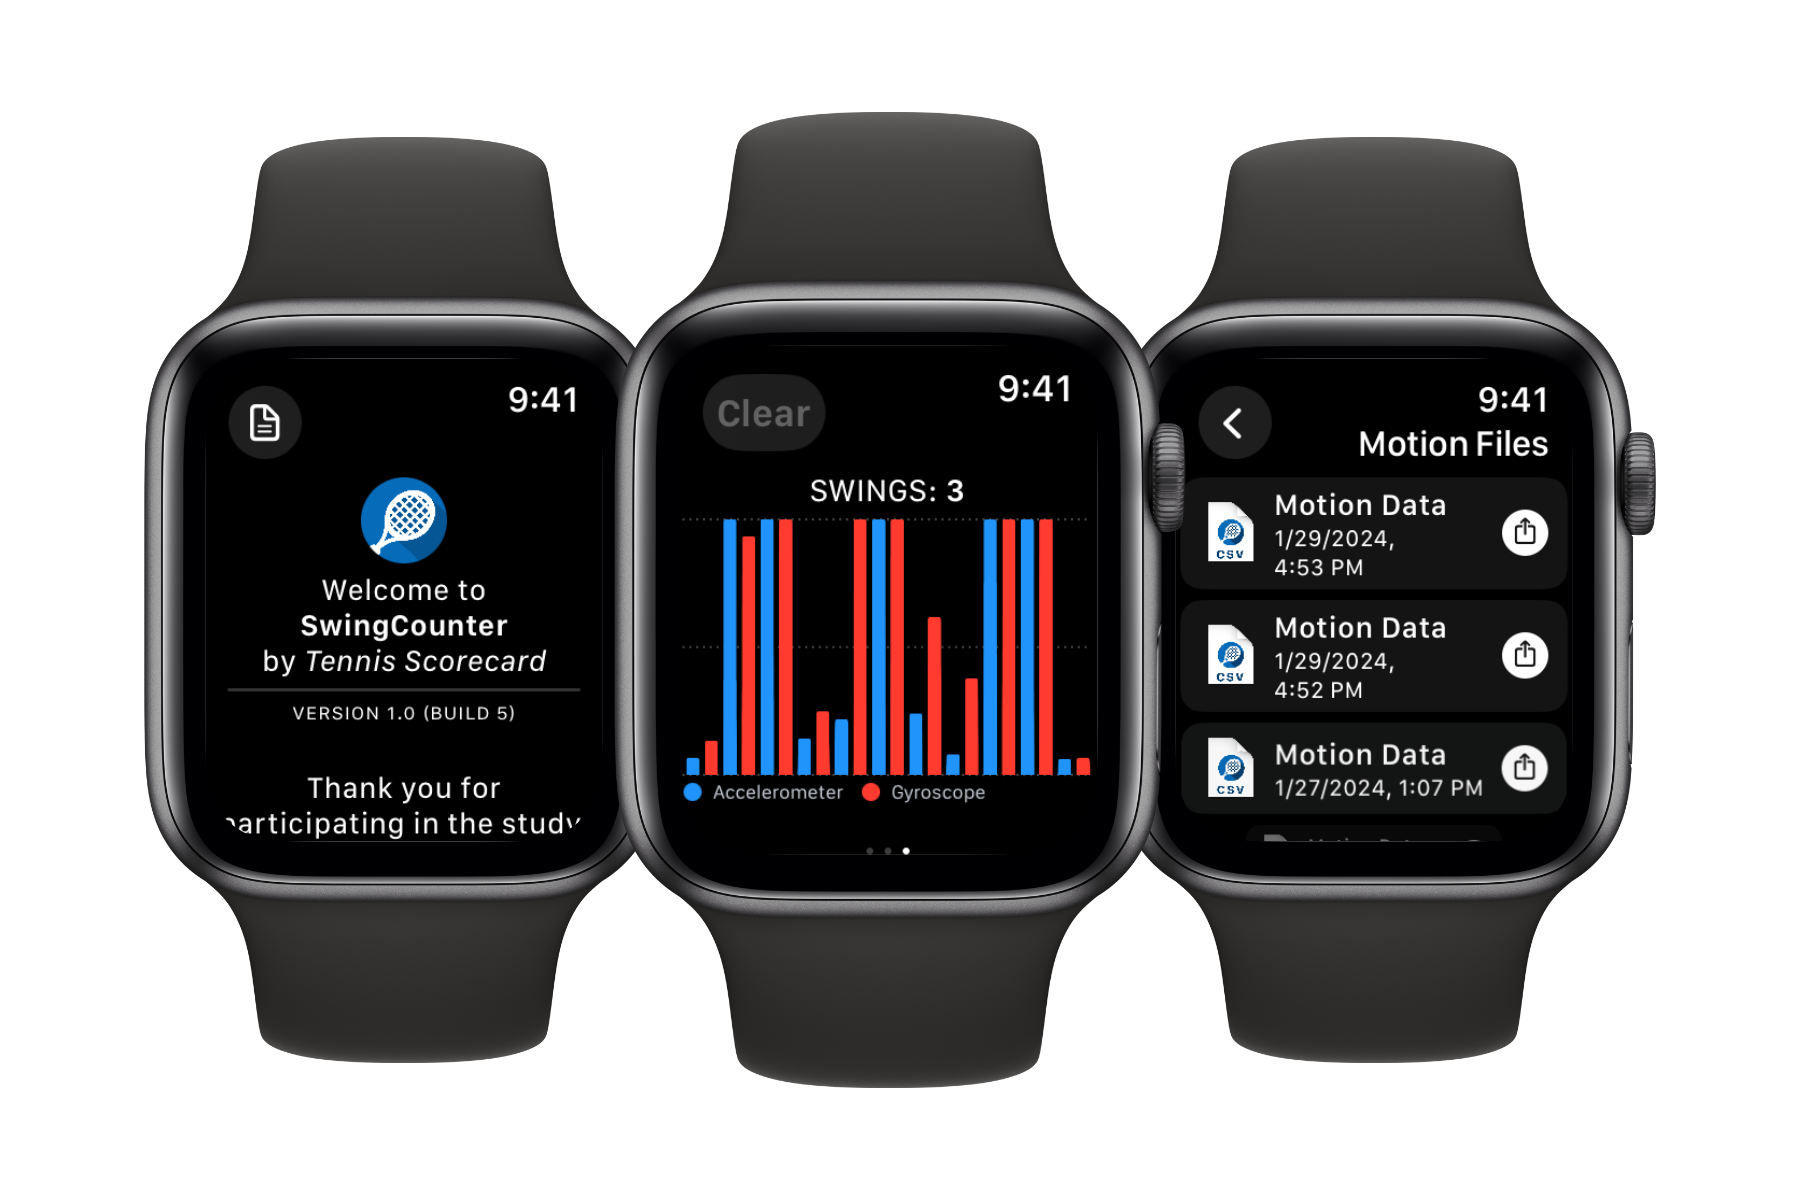 9:41
Welcome to
SwingCounter
by Tennis Scorecard
VERSION 1.0 (BUILD 5)
Thank you for
participating in the study
Clear
9:41
SWINGS: 3
Accelerometer
Gyroscope
9:41
Motion Files
CSV
Motion Data
1/29/2024,
4:53 PM
CSV
Motion Data
1/29/2024,
4:52 PM
CSV
Motion Data
1/27/2024, 1:07 PM